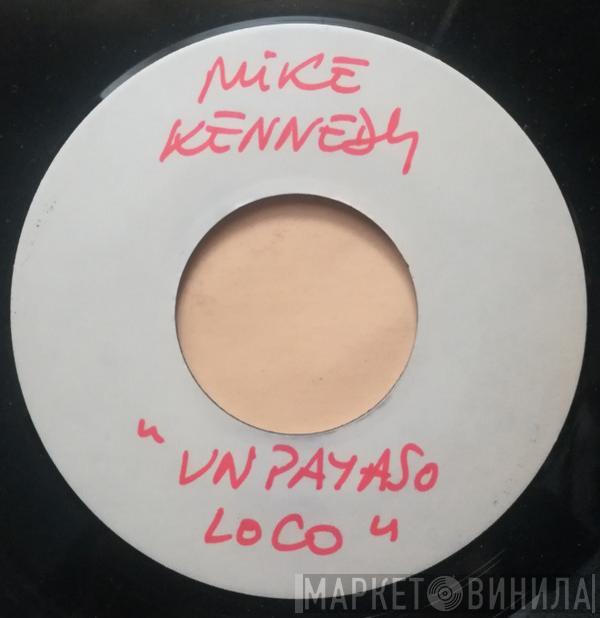 MIKE
KENNEDY
" UN PAYASO
LOCO "
МАРКЕТ ВИНИЛА